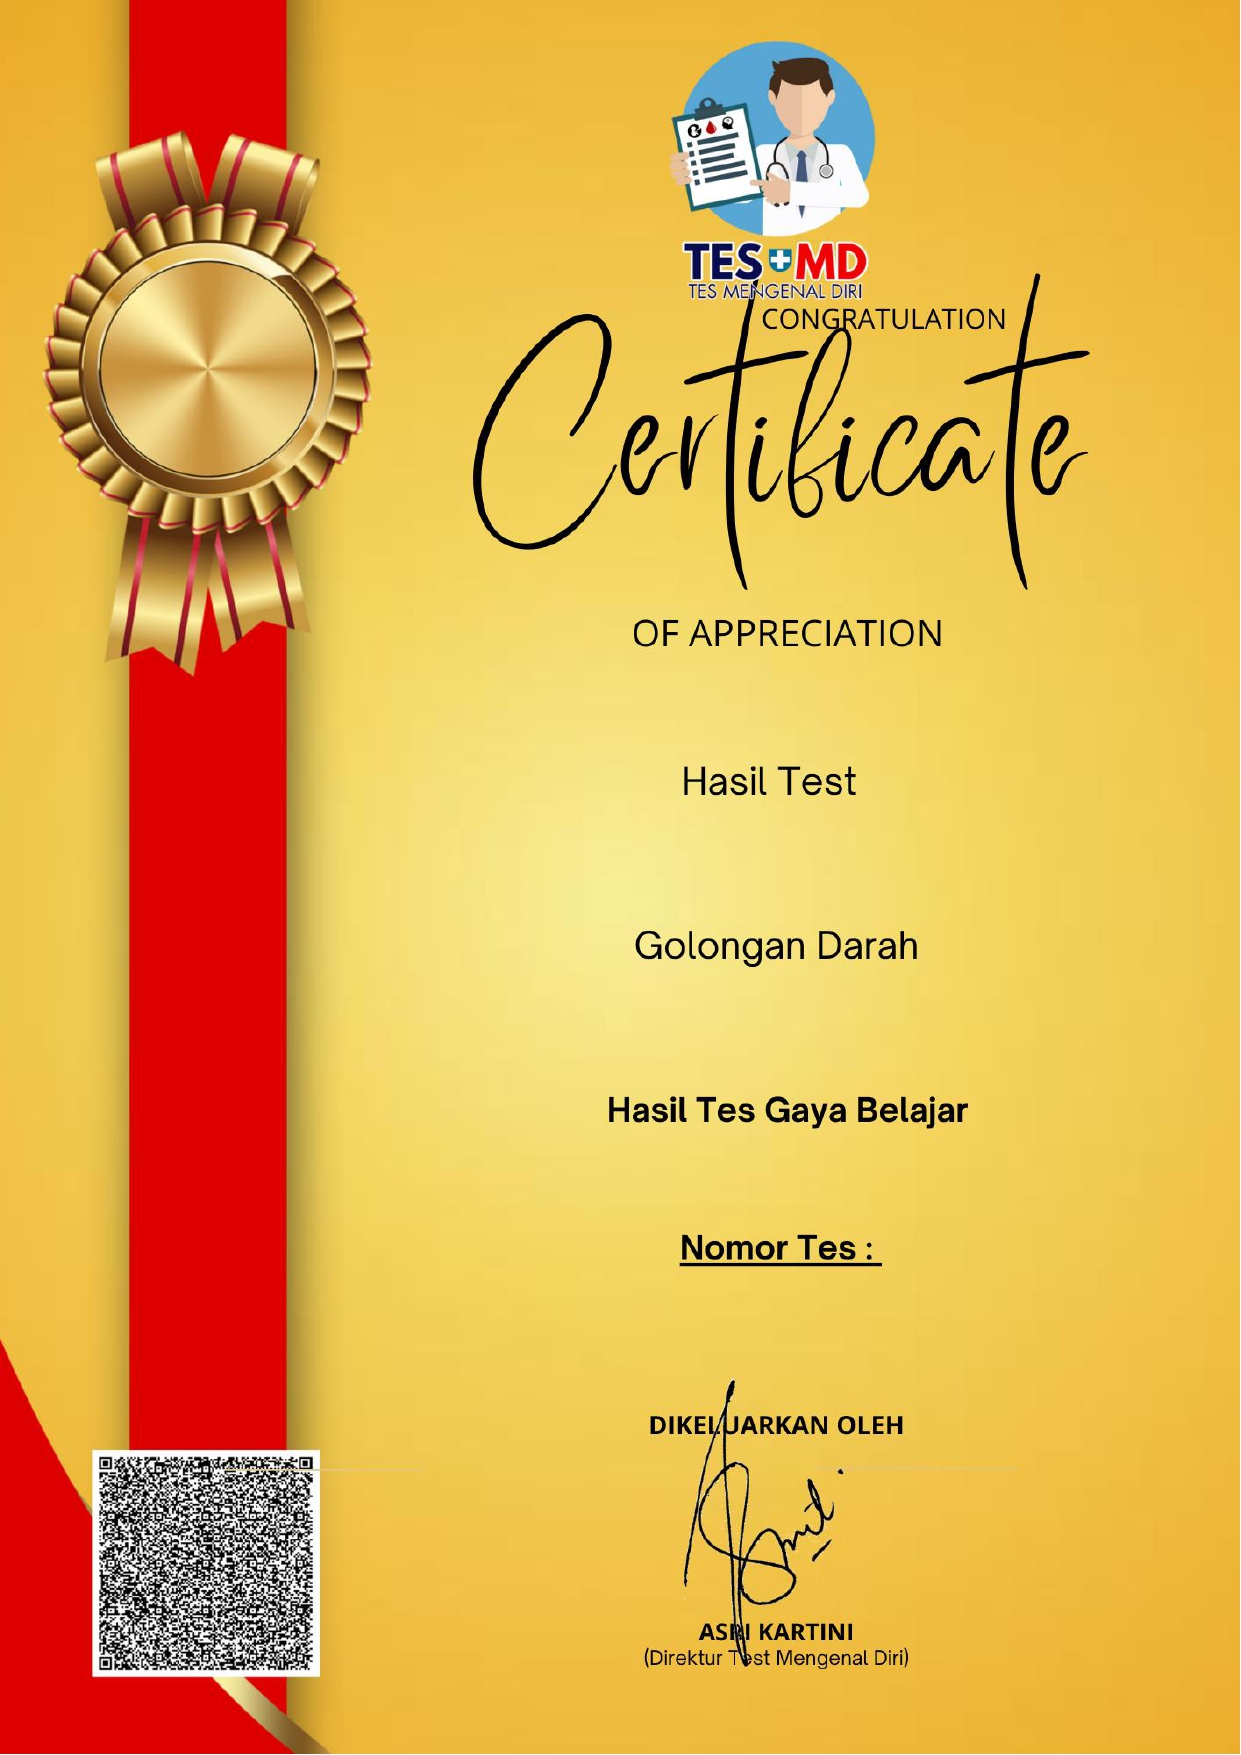 TES MD
TES MENGENAL DIRI
CONGRATULATION
Certificate
OF APPRECIATION
Hasil Test
Golongan Darah
Hasil Tes Gaya Belajar
Nomor Tes :
DIKELUARKAN OLEH
ASRI KARTINI
(Direktur Test Mengenal Diri)